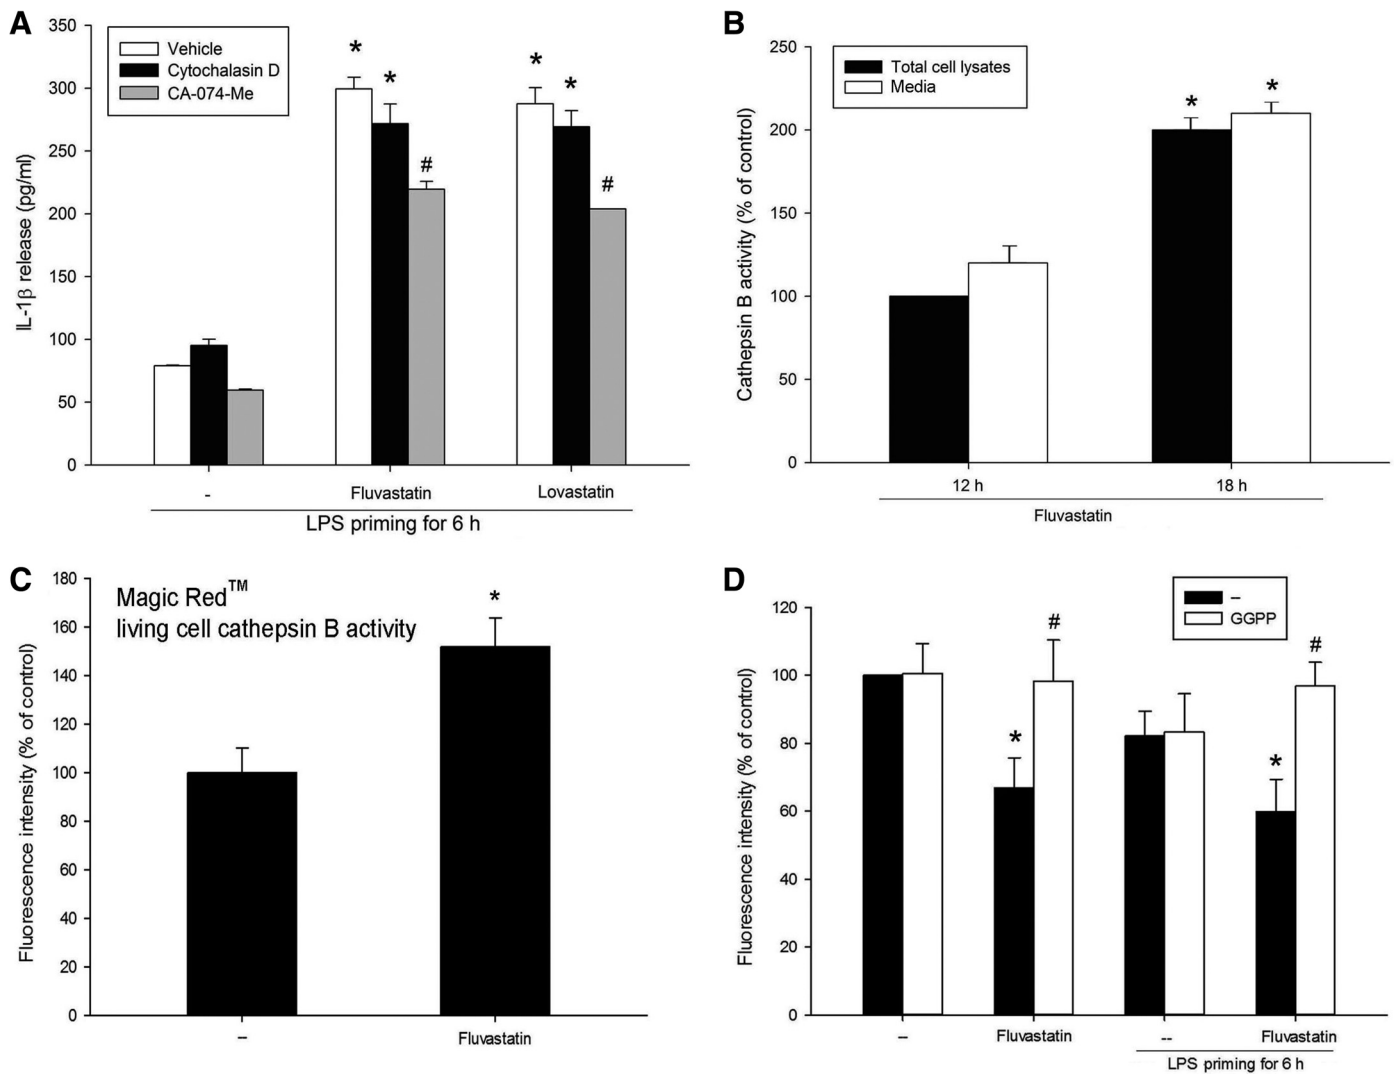 A
350
300
250
200
150
100
50
0
IL-1β release (pg/ml)
Vehicle
Cytochalasin D
CA-074-Me
* * # * * #
- Fluvastatin Lovastatin
LPS priming for 6 h
B
250
200
150
100
50
0
Cathepsin B activity (% of control)
Total cell lysates
Media
* *
12 h 18 h
Fluvastatin
C
180
160
140
120
100
80
60
40
20
0
Fluorescence intensity (% of control)
Magic Red™
living cell cathepsin B activity
*
– Fluvastatin
D
120
100
80
60
40
20
0
Fluorescence intensity (% of control)
–
GGPP
* # * #
– Fluvastatin -- Fluvastatin
LPS priming for 6 h